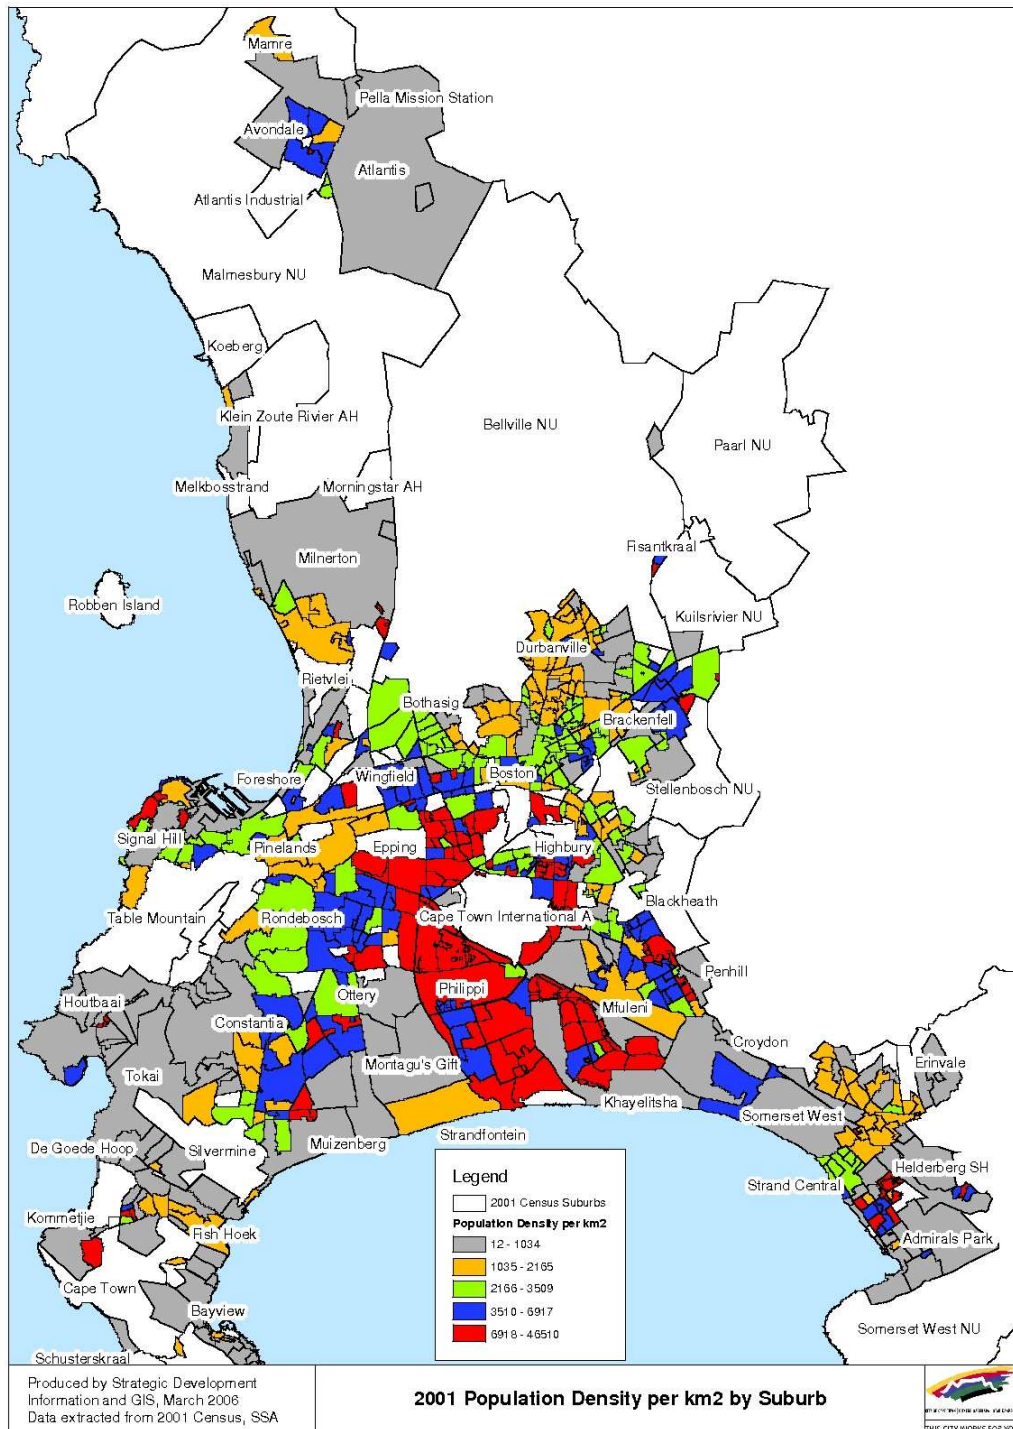 Mamre
Pella Mission Station
Avondale
Atlantis
Atlantis Industrial
Malmesbury NU
Koeberg
Klein Zoute Rivier AH
Bellville NU
Paarl NU
Melkbosstrand
Morningstar AH
Fisantkraal
Milnerton
Robben Island
Kuilsrivier NU
Durbanville
Rietvlei
Bothasig
Brackenfell
Foreshore
Wingfield
Boston
Stellenbosch NU
Signal Hill
Pinelands
Epping
Highbury
Table Mountain
Rondebosch
Cape Town International A
Blackheath
Penhill
Houtbaai
Ottery
Philippi
Mfuleni
Constantia
Croydon
Tokai
Montagu's Gift
Erinvale
Khayelitsha
Somerset West
Muizenberg
Strandfontein
De Goede Hoop
Silvermine
Helderberg SH
Strand Central
Kommetjie
Fish Hoek
Admirals Park
Cape Town
Bayview
Somerset West NU
Schusterskraal
Legend
2001 Census Suburbs
Population Density per km2
12 - 1034
1035 - 2165
2166 - 3509
3510 - 6917
6918 - 46510
Produced by Strategic Development
Information and GIS, March 2006
Data extracted from 2001 Census, SSA
2001 Population Density per km2 by Suburb
THIS CITY WORKS FOR YOU